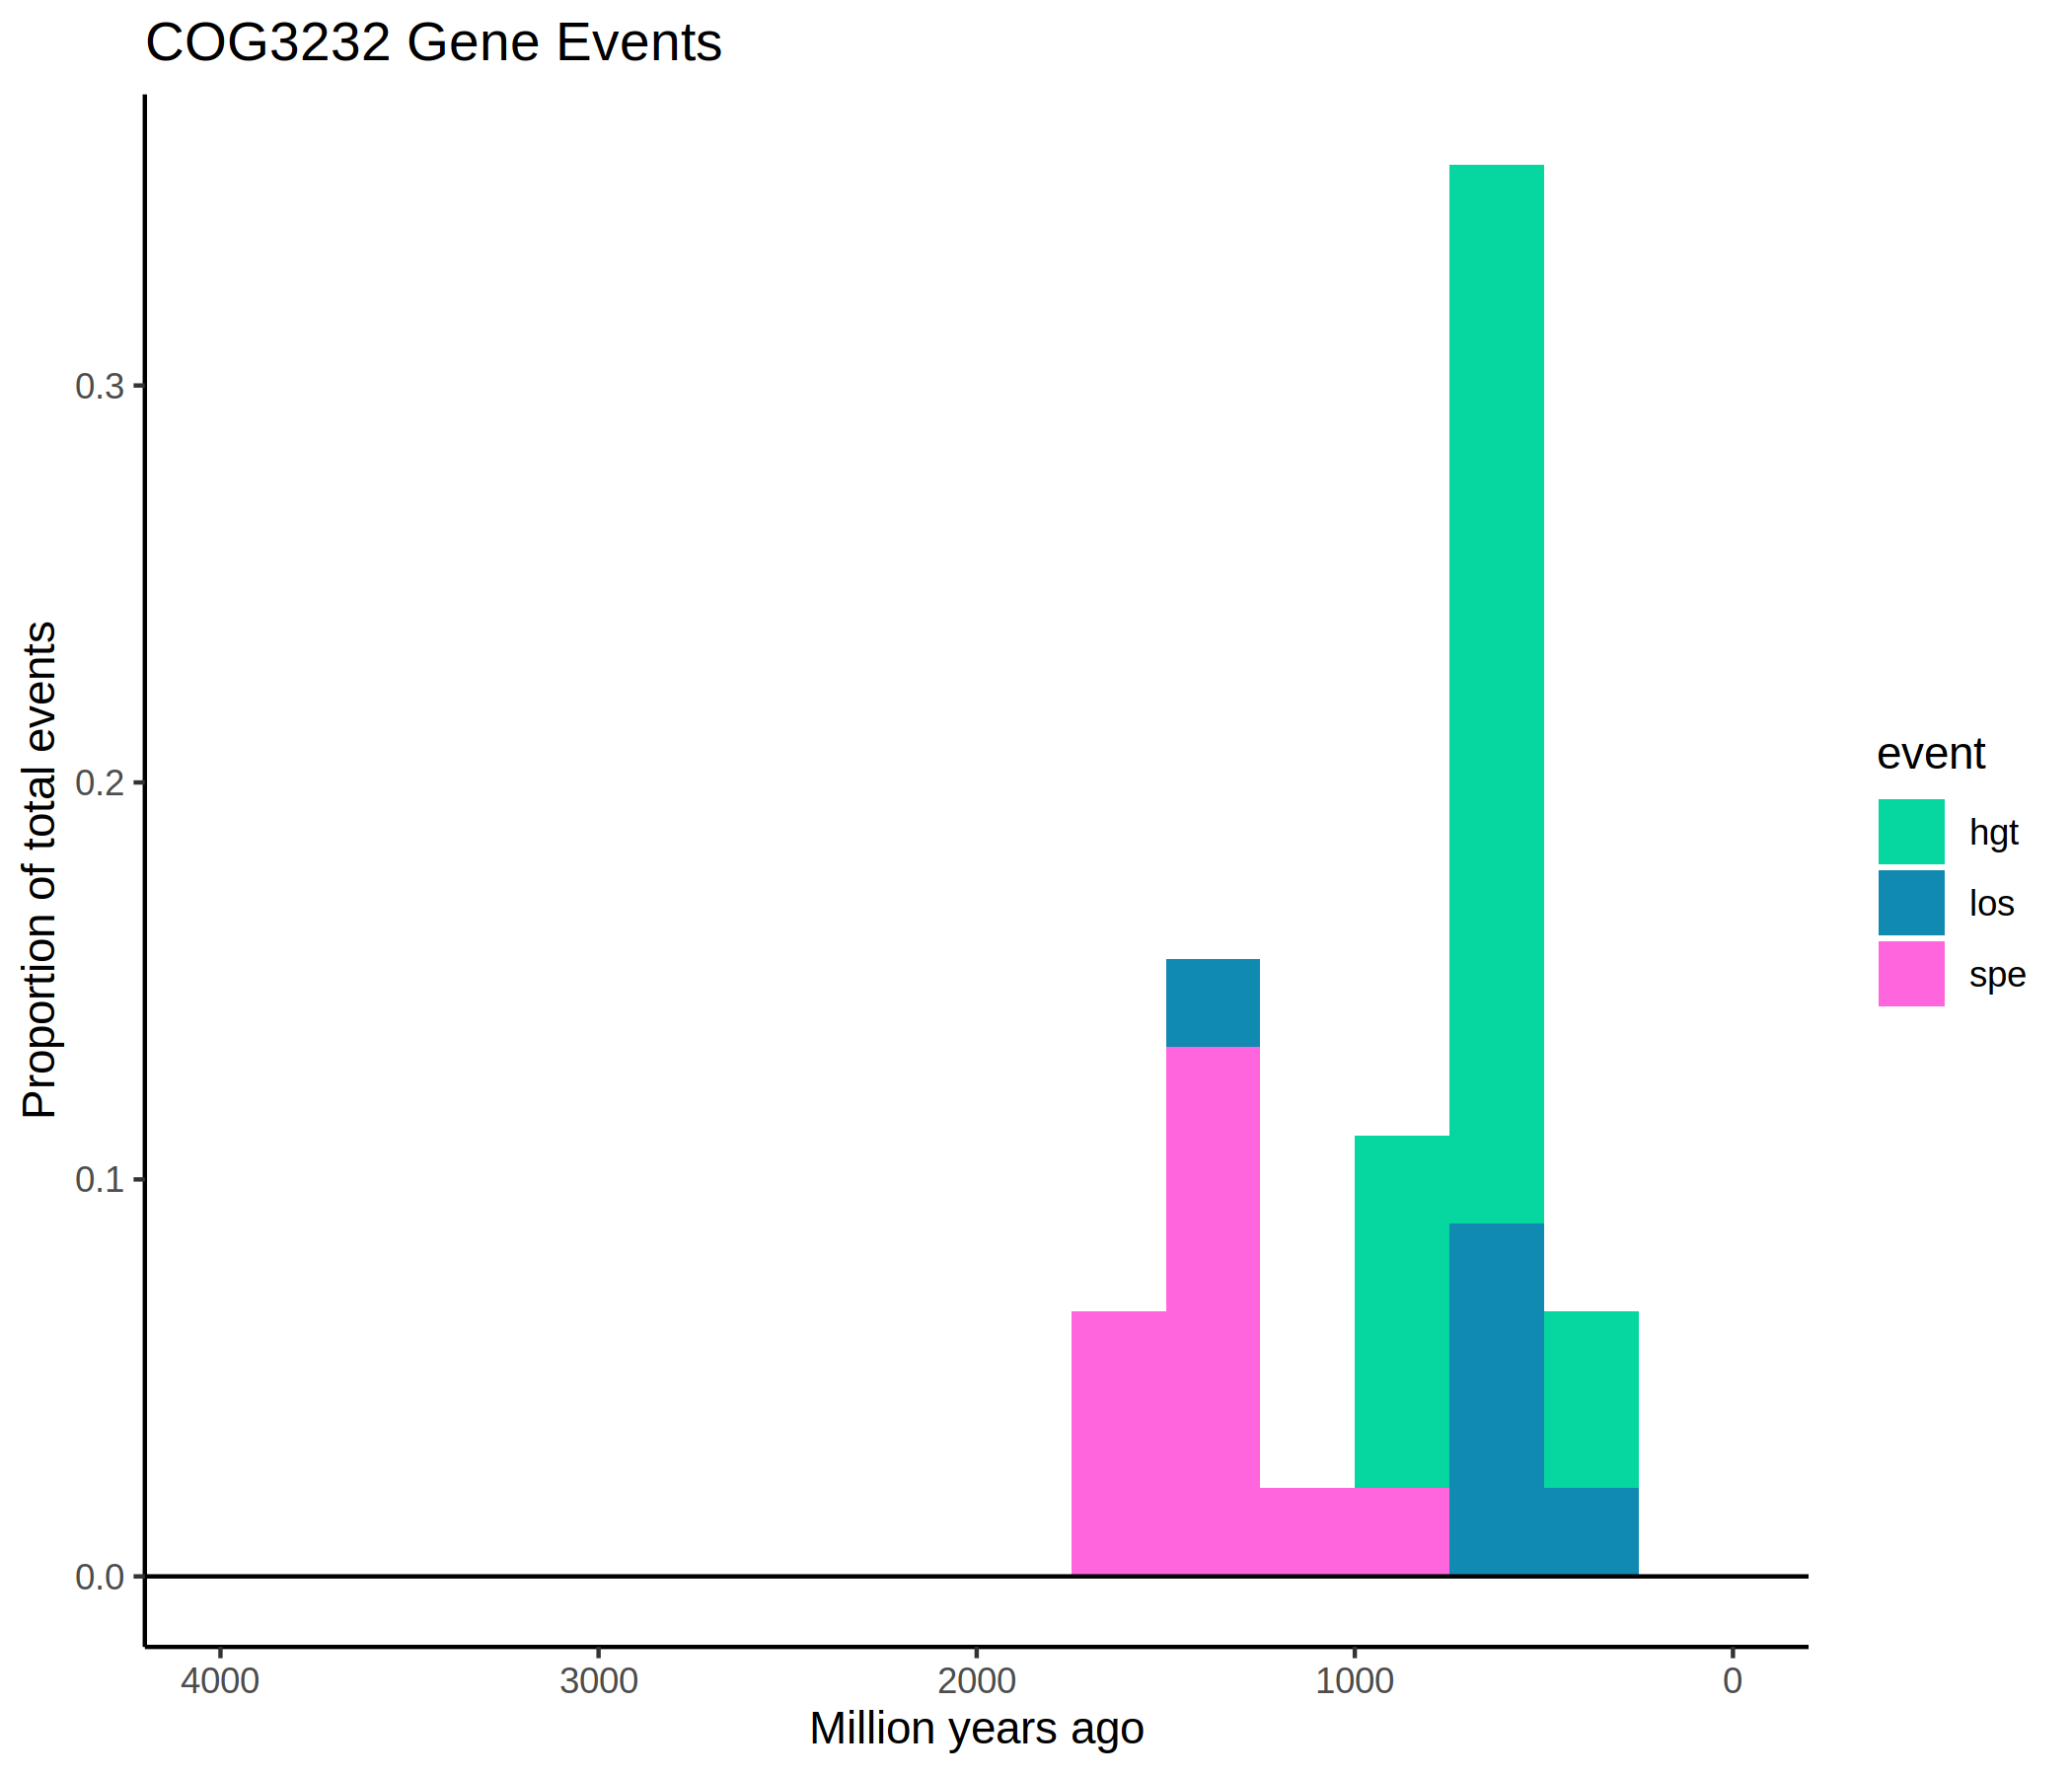 COG3232 Gene Events
Proportion of total events
0.3
0.2
0.1
0.0
4000 3000 2000 1000 0
Million years ago
event
hgt
los
spe